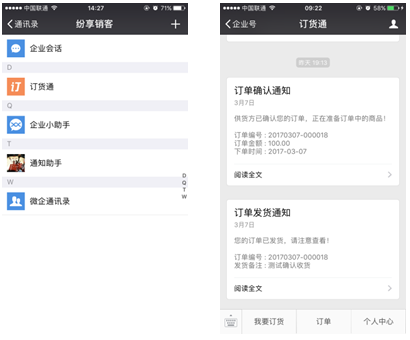 中国联通
14:27
71%
通讯录
纷享销客
企业会话
D
订货通
Q
企业小助手
T
通知助手
W
微企通讯录
D
Q
T
W
中国联通
09:22
58%
企业号
订货通
昨天 19:13
订单确认通知
3月7日
供货方已确认您的订单，正在准备订单中的商品！
订单编号：20170307-000018
订单金额：100.00
下单时间：2017-03-07
阅读全文
订单发货通知
3月7日
您的订单已发货，请注意查看！
订单编号：20170307-000018
发货备注：测试确认收货
阅读全文
我要订货
订单
个人中心